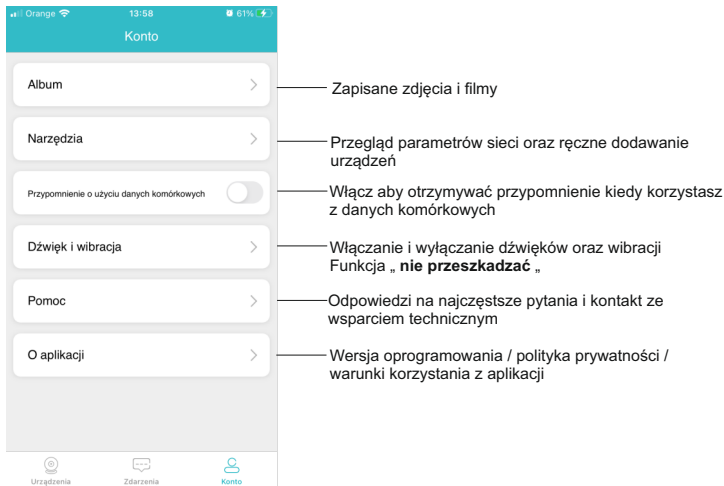 Orange 13:58 61%
Konto
Album
Zapisane zdjęcia i filmy
Narzędzia
Przegląd parametrów sieci oraz ręczne dodawanie
urządzeń
Przypomnienie o użyciu danych komórkowych
Włącz aby otrzymywać przypomnienie kiedy korzystasz
z danych komórkowych
Dźwięk i wibracja
Włączanie i wyłączanie dźwięków oraz wibracji
Funkcja „ nie przeszkadzać „
Pomoc
Odpowiedzi na najczęstsze pytania i kontakt ze
wsparciem technicznym
O aplikacji
Wersja oprogramowania / polityka prywatności /
warunki korzystania z aplikacji
Urządzenia Zdarzenia Konto